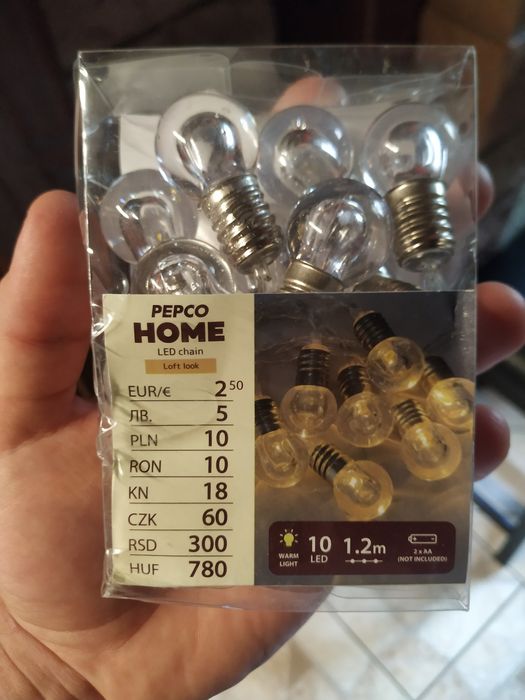 PEPCO
HOME
LED chain
Loft look
EUR/€ 2 50
ЛВ. 5
PLN 10
RON 10
KN 18
CZK 60
RSD 300
HUF 780
WARM
LIGHT
10
LED
1.2m
2 x AA
(NOT INCLUDED)